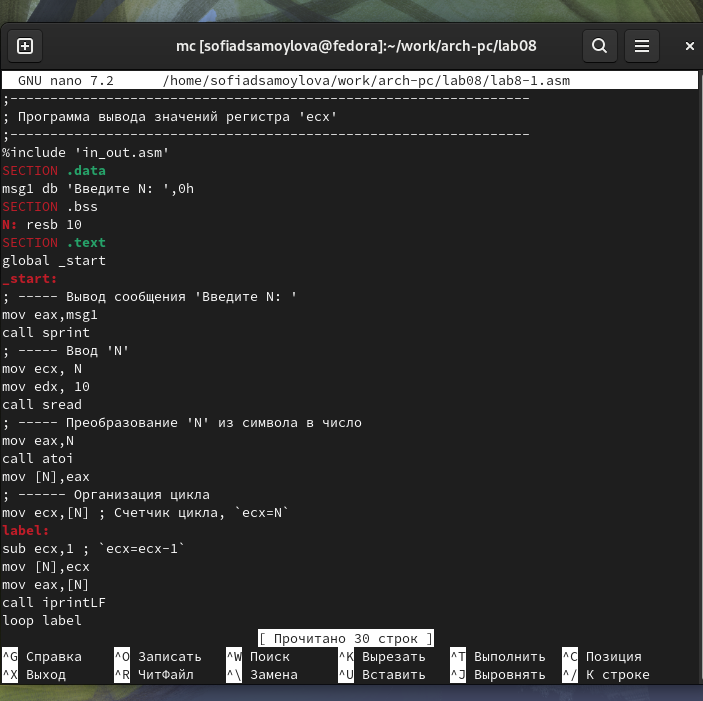 mc [sofiadsamoylova@fedora]:~/work/arch-pc/lab08
GNU nano 7.2 /home/sofiadsamoylova/work/arch-pc/lab08/lab8-1.asm
;-----------------------------------------------------------------
; Программа вывода значений регистра 'ecx'
;-----------------------------------------------------------------
%include 'in_out.asm'
SECTION .data
msg1 db 'Введите N: ',0h
SECTION .bss
N: resb 10
SECTION .text
global _start
_start:
; ----- Вывод сообщения 'Введите N: '
mov eax,msg1
call sprint
; ----- Ввод 'N'
mov ecx, N
mov edx, 10
call sread
; ----- Преобразование 'N' из символа в число
mov eax,N
call atoi
mov [N],eax
; ------ Организация цикла
mov ecx,[N] ; Счетчик цикла, `ecx=N`
label:
sub ecx,1 ; `ecx=ecx-1`
mov [N],ecx
mov eax,[N]
call iprintLF
loop label
[ Прочитано 30 строк ]
^G Справка ^O Записать ^W Поиск ^K Вырезать ^T Выполнить ^C Позиция
^X Выход ^R ЧитФайл ^\ Замена ^U Вставить ^J Выровнять ^/ К строке